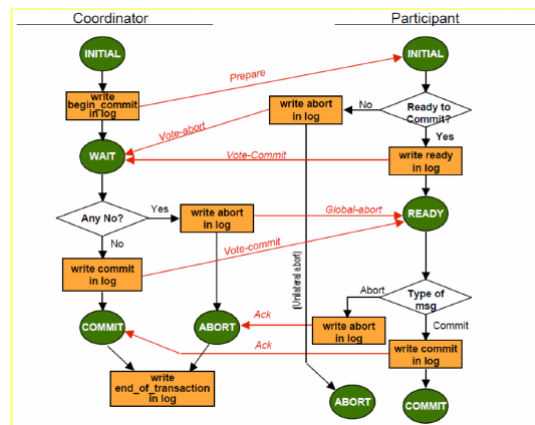 Coordinator
Participant
INITIAL
INITIAL
Prepare
write
begin_commit
in log
write abort
in log
No
Ready to
Commit?
Vote-abort
Yes
WAIT
Vote-Commit
write ready
in log
Any No?
Yes
write abort
in log
Global-abort
READY
No
Vote-commit
write commit
in log
(Unilateral abort)
Abort
Type of
msg
COMMIT
ABORT
Ack
write abort
in log
Commit
Ack
write commit
in log
write
end_of_transaction
in log
ABORT
COMMIT